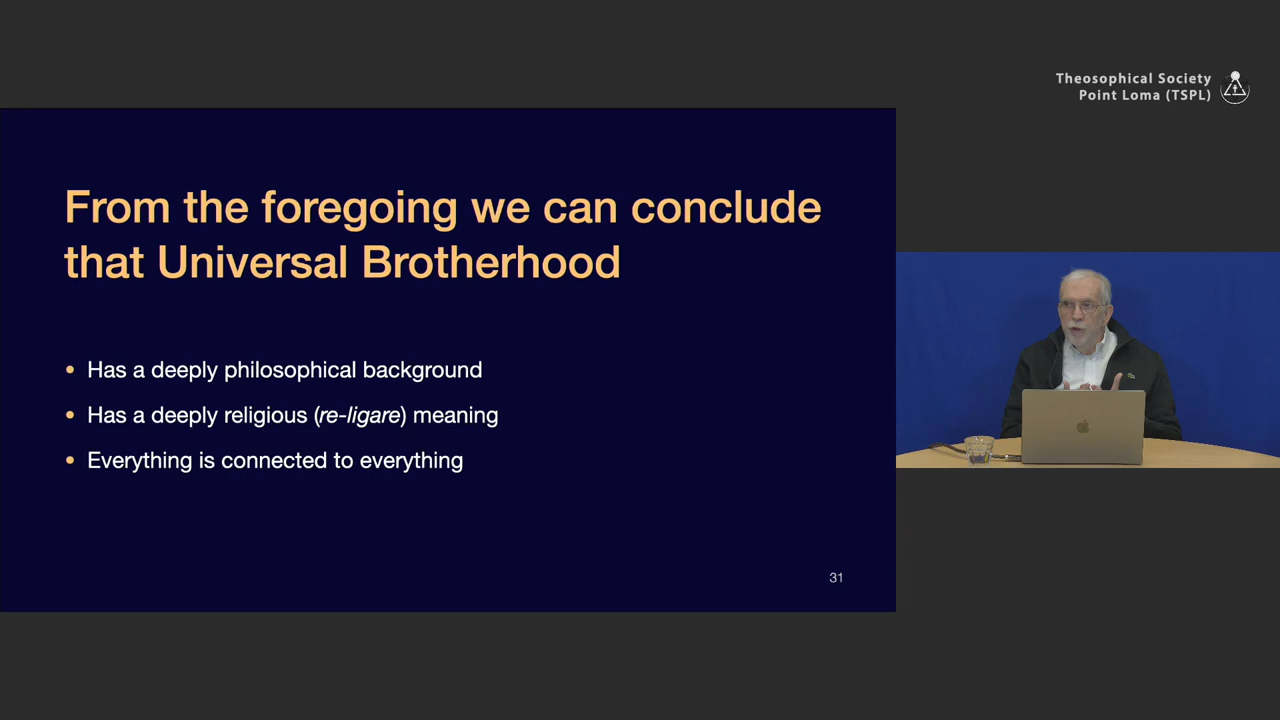 Theosophical Society
Point Loma (TSPL)
From the foregoing we can conclude
that Universal Brotherhood
• Has a deeply philosophical background
• Has a deeply religious (re-ligare) meaning
• Everything is connected to everything
31